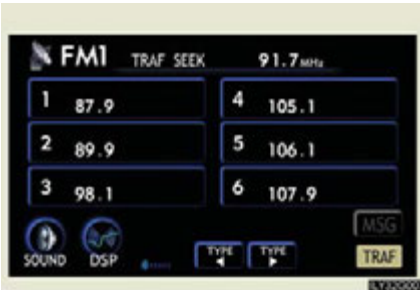 FM1 TRAF SEEK 91.7MHz
1 87.9 4 105.1
2 89.9 5 106.1
3 98.1 6 107.9
MSG
SOUND DSP TYPE ◀ TYPE ▶ TRAF